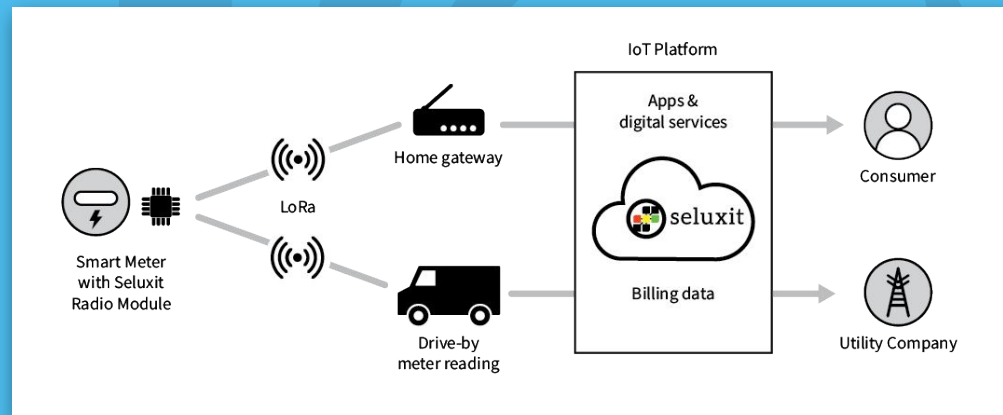 IoT Platform
Apps &
digital services
Home gateway
Consumer
LoRa
seluxit
Smart Meter
with Seluxit
Radio Module
Billing data
Drive-by
meter reading
Utility Company